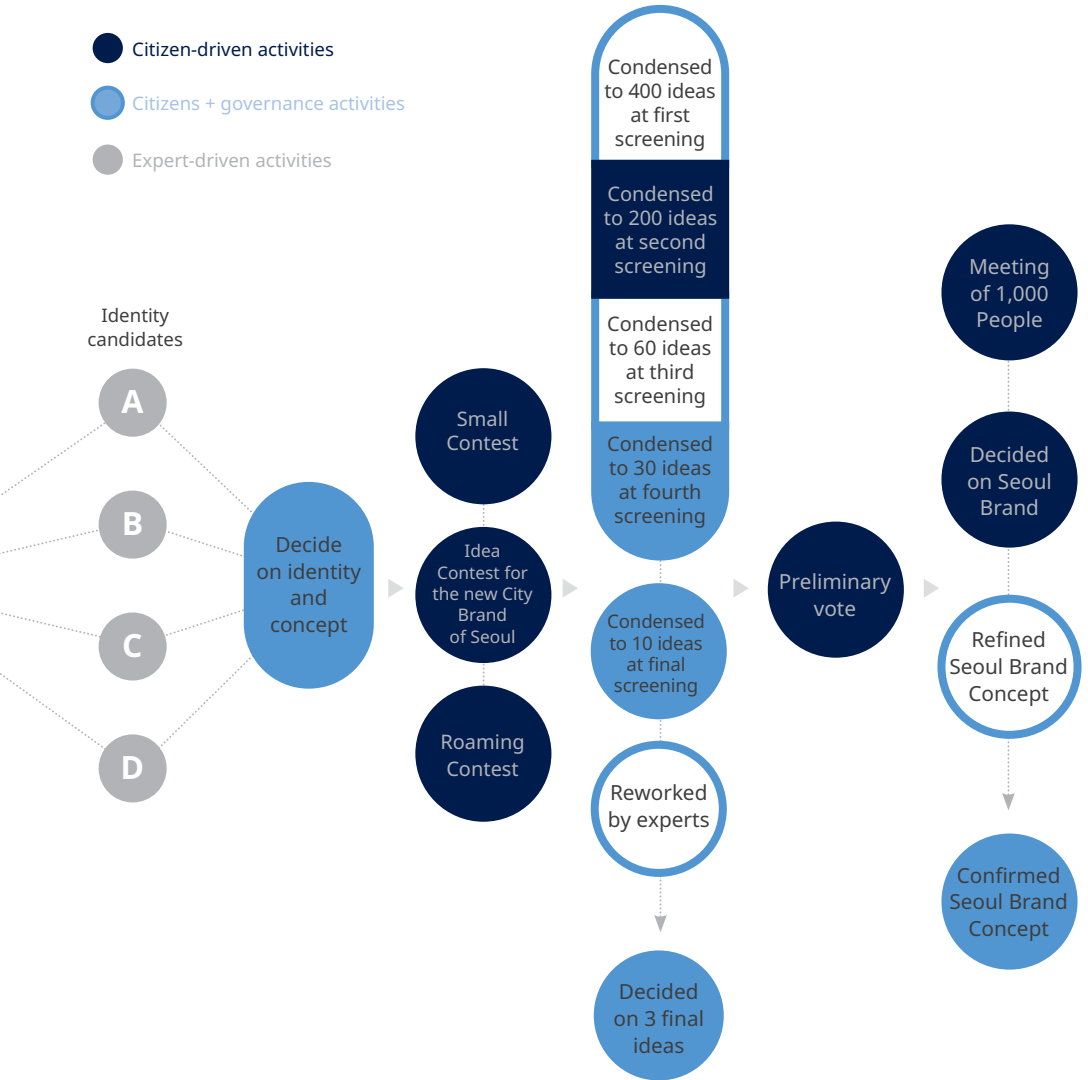 Citizen-driven activities
Citizens + governance activities
Expert-driven activities
Identity
candidates
A
B
C
D
Decide
on identity
and
concept
Small
Contest
Idea
Contest for
the new City
Brand
of Seoul
Roaming
Contest
Condensed
to 400 ideas
at first
screening
Condensed
to 200 ideas
at second
screening
Condensed
to 60 ideas
at third
screening
Condensed
to 30 ideas
at fourth
screening
Condensed
to 10 ideas
at final
screening
Reworked
by experts
Decided
on 3 final
ideas
Preliminary
vote
Meeting
of 1,000
People
Decided
on Seoul
Brand
Refined
Seoul Brand
Concept
Confirmed
Seoul Brand
Concept